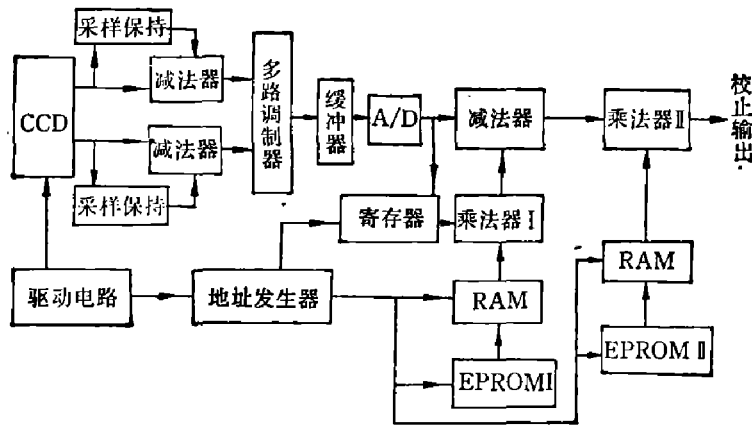 采样保持
减法器
CCD
减法器
采样保持
多路调制器
缓冲器
A/D
减法器
乘法器Ⅱ
校止输出
寄存器
乘法器Ⅰ
驱动电路
地址发生器
RAM
RAM
EPROMⅠ
EPROMⅡ